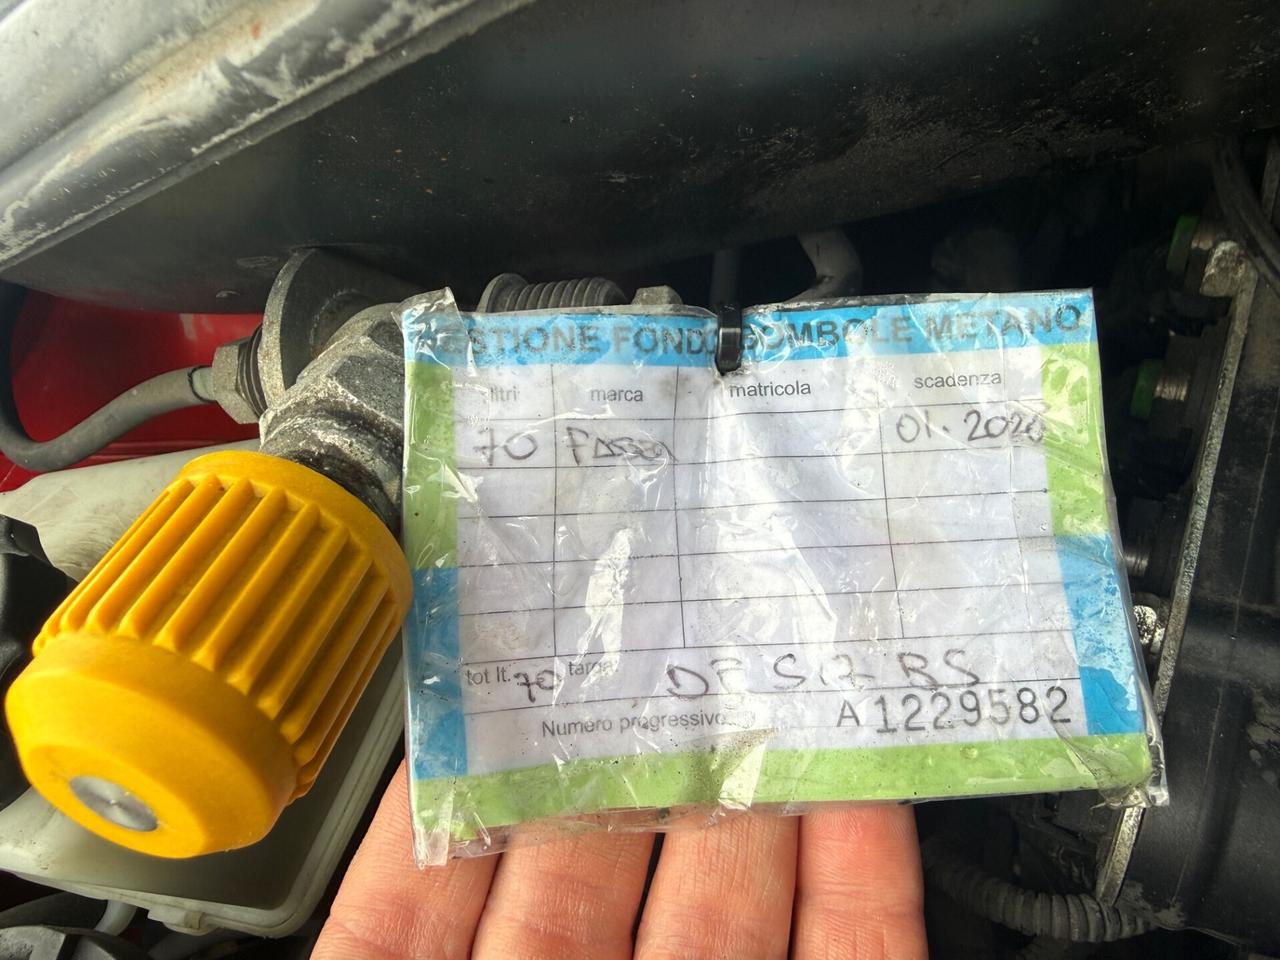 GESTIONE FONDO BOMBOLE METANO
litri marca matricola scadenza
70 01.2026
tot lt. 70 targa
Numero progressivo A1229582